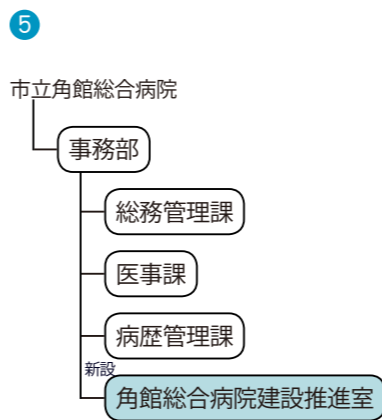 5
市立角館総合病院
事務部
総務管理課
医事課
病歴管理課
新設
角館総合病院建設推進室